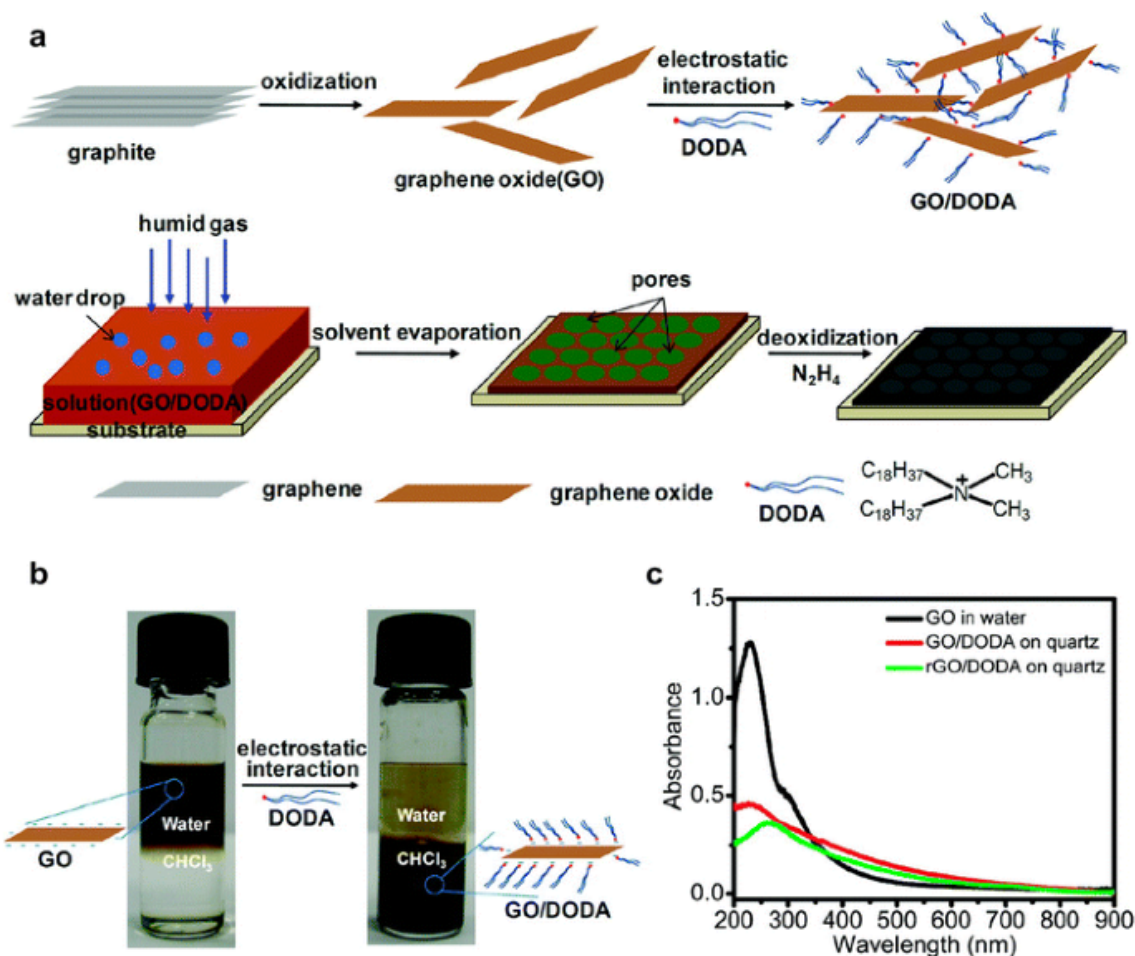 a
graphite
oxidization
graphene oxide(GO)
electrostatic
interaction
DODA
GO/DODA
humid gas
water drop
solution(GO/DODA)
substrate
solvent evaporation
pores
deoxidization
N₂H₄
graphene
graphene oxide
DODA
C₁₈H₃₇
CH₃
N
+
C₁₈H₃₇
CH₃
b
GO
Water
CHCl₃
electrostatic
interaction
DODA
Water
CHCl₃
GO/DODA
c
Absorbance
1.5
1.0
0.5
0.0
GO in water
GO/DODA on quartz
rGO/DODA on quartz
200 300 400 500 600 700 800 900
Wavelength (nm)